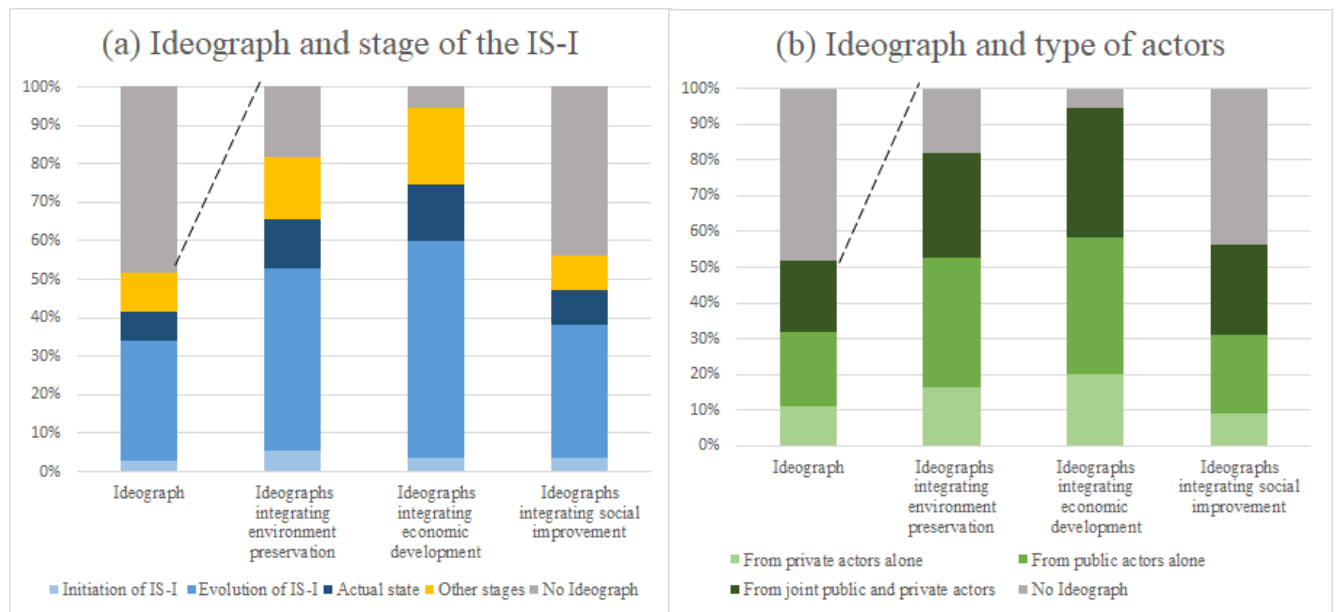 (a) Ideograph and stage of the IS-I
100%
90%
80%
70%
60%
50%
40%
30%
20%
10%
0%
Ideograph
Ideographs
integrating
environment
preservation
Ideographs
integrating
economic
development
Ideographs
integrating social
improvement
Initiation of IS-I Evolution of IS-I Actual state Other stages No Ideograph
(b) Ideograph and type of actors
100%
90%
80%
70%
60%
50%
40%
30%
20%
10%
0%
Ideograph
Ideographs
integrating
environment
preservation
Ideographs
integrating
economic
development
Ideographs
integrating social
improvement
From private actors alone From public actors alone
From joint public and private actors No Ideograph